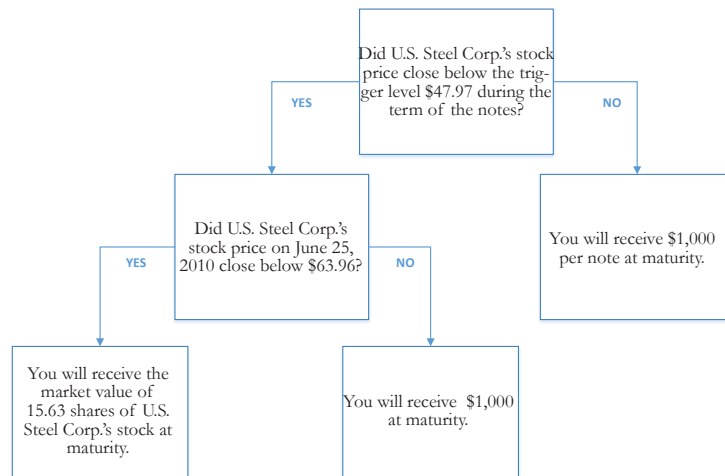 Did U.S. Steel Corp.'s stock
price close below the trig-
ger level $47.97 during the
term of the notes?
YES
NO
Did U.S. Steel Corp.'s
stock price on June 25,
2010 close below $63.96?
You will receive $1,000
per note at maturity.
YES
NO
You will receive the
market value of
15.63 shares of U.S.
Steel Corp.'s stock at
maturity.
You will receive $1,000
at maturity.